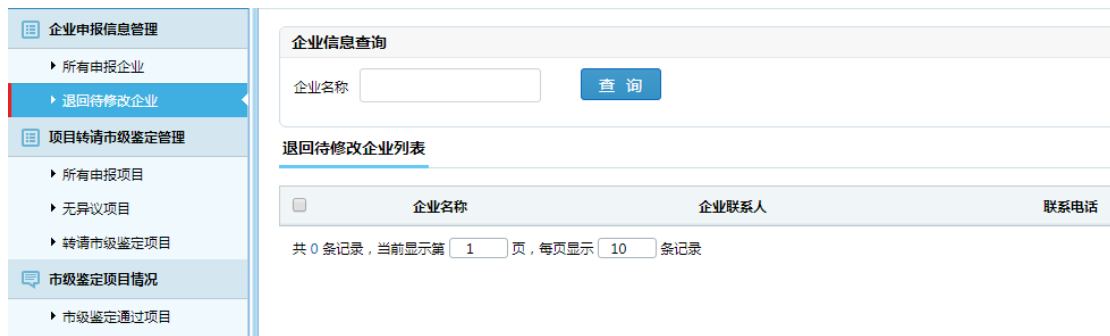 企业申报信息管理
所有申报企业
退回待修改企业
项目转请市级鉴定管理
所有申报项目
无异议项目
转请市级鉴定项目
市级鉴定项目情况
市级鉴定通过项目
企业信息查询
企业名称 查 询
退回待修改企业列表
企业名称 企业联系人 联系电话
共 0 条记录，当前显示第 1 页，每页显示 10 条记录